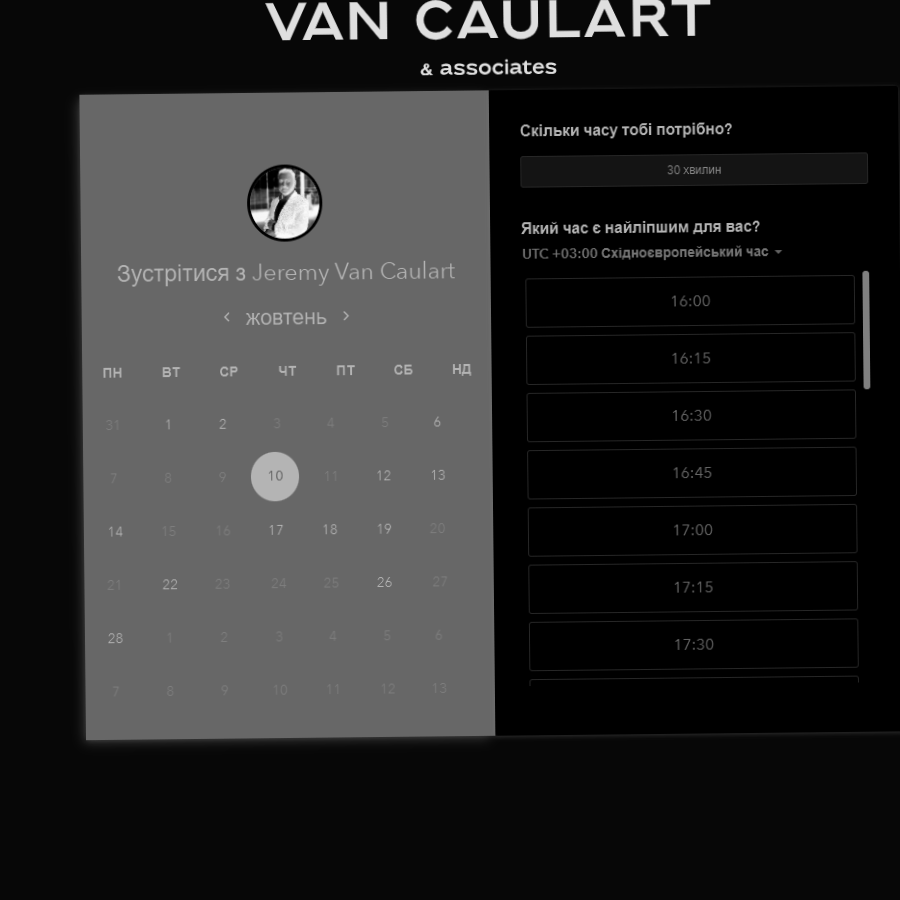 VAN CAULART
& associates
Зустрітися з Jeremy Van Caulart
жовтень
ПН ВТ СР ЧТ ПТ СБ НД
31 1 2 3 4 5 6
7 8 9 10 11 12 13
14 15 16 17 18 19 20
21 22 23 24 25 26 27
28 1 2 3 4 5 6
7 8 9 10 11 12 13
Скільки часу тобі потрібно?
30 хвилин
Який час є найліпшим для вас?
UTC +03:00 Східноєвропейський час
16:00
16:15
16:30
16:45
17:00
17:15
17:30